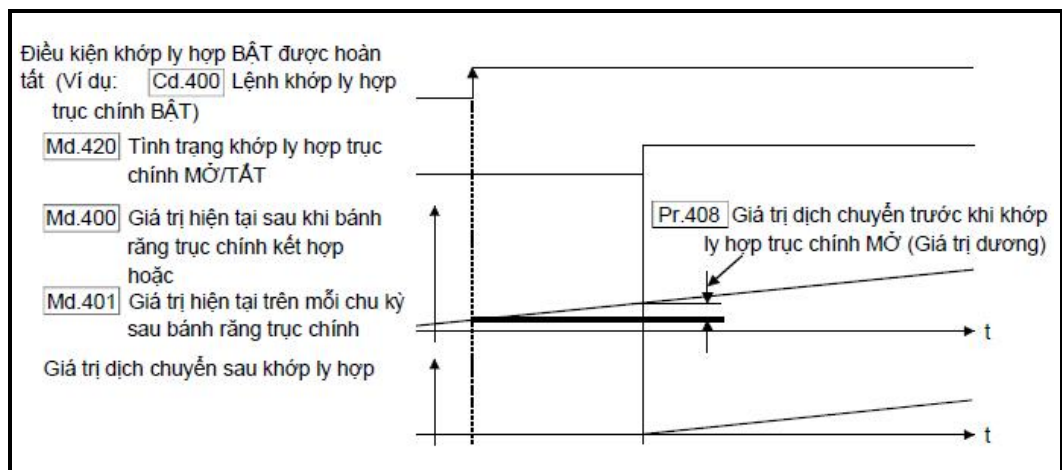 Điều kiện khớp ly hợp BẬT được hoàn
tất (Ví dụ: Cd.400 Lệnh khớp ly hợp
trục chính BẬT)
Md.420 Tình trạng khớp ly hợp trục
chính MỞ/TẮT
Md.400 Giá trị hiện tại sau khi bánh
răng trục chính kết hợp
hoặc
Md.401 Giá trị hiện tại trên mỗi chu kỳ
sau bánh răng trục chính
Pr.408 Giá trị dịch chuyển trước khi khớp
ly hợp trục chính MỞ (Giá trị dương)
t
Giá trị dịch chuyển sau khớp ly hợp
t